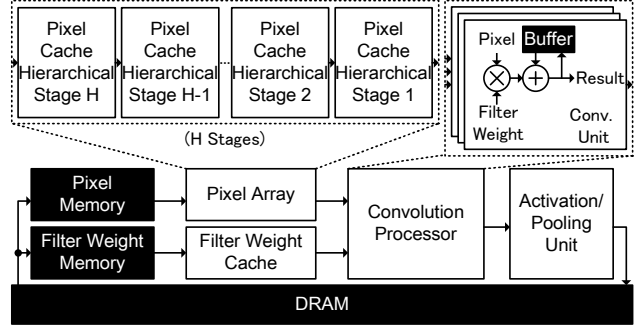 Pixel Cache Hierarchical Stage H
Pixel Cache Hierarchical Stage H-1
Pixel Cache Hierarchical Stage 2
Pixel Cache Hierarchical Stage 1
(H Stages)
Pixel
Buffer
Result
Filter Weight
Conv. Unit
Pixel Memory
Pixel Array
Filter Weight Memory
Filter Weight Cache
Convolution Processor
Activation/ Pooling Unit
DRAM